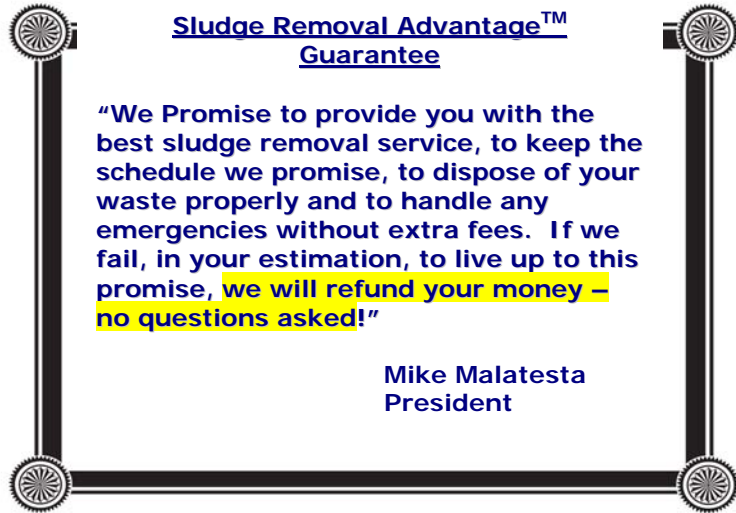 Sludge Removal Advantage™
Guarantee
“We Promise to provide you with the
best sludge removal service, to keep the
schedule we promise, to dispose of your
waste properly and to handle any
emergencies without extra fees.  If we
fail, in your estimation, to live up to this
promise, we will refund your money –
no questions asked!”
Mike Malatesta
President